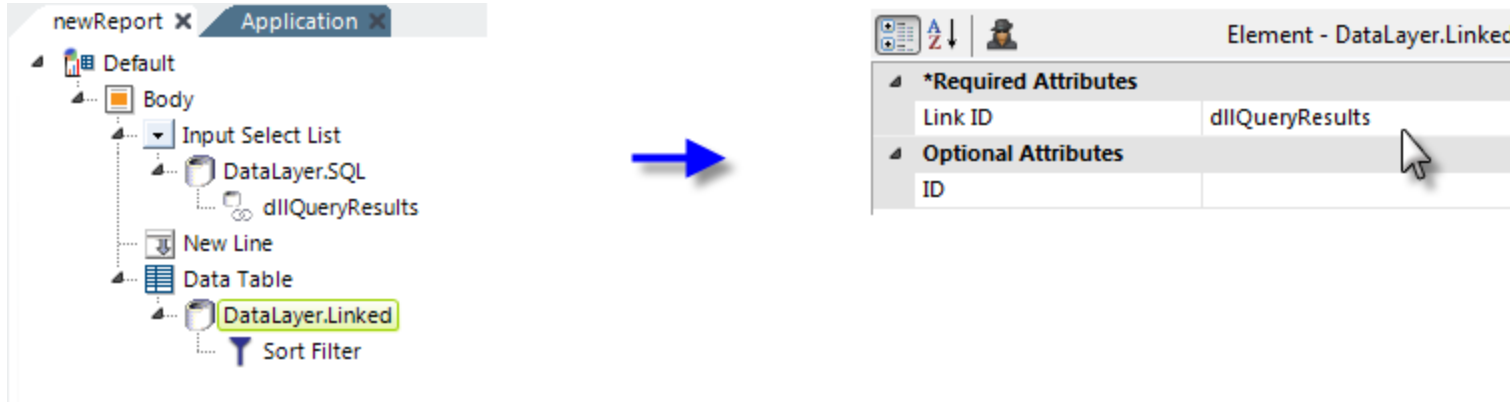 newReport
Application
Default
Body
Input Select List
DataLayer.SQL
dllQueryResults
New Line
Data Table
DataLayer.Linked
Sort Filter
A
Z
Element - DataLayer.Linked
*Required Attributes
Link ID dllQueryResults
Optional Attributes
ID